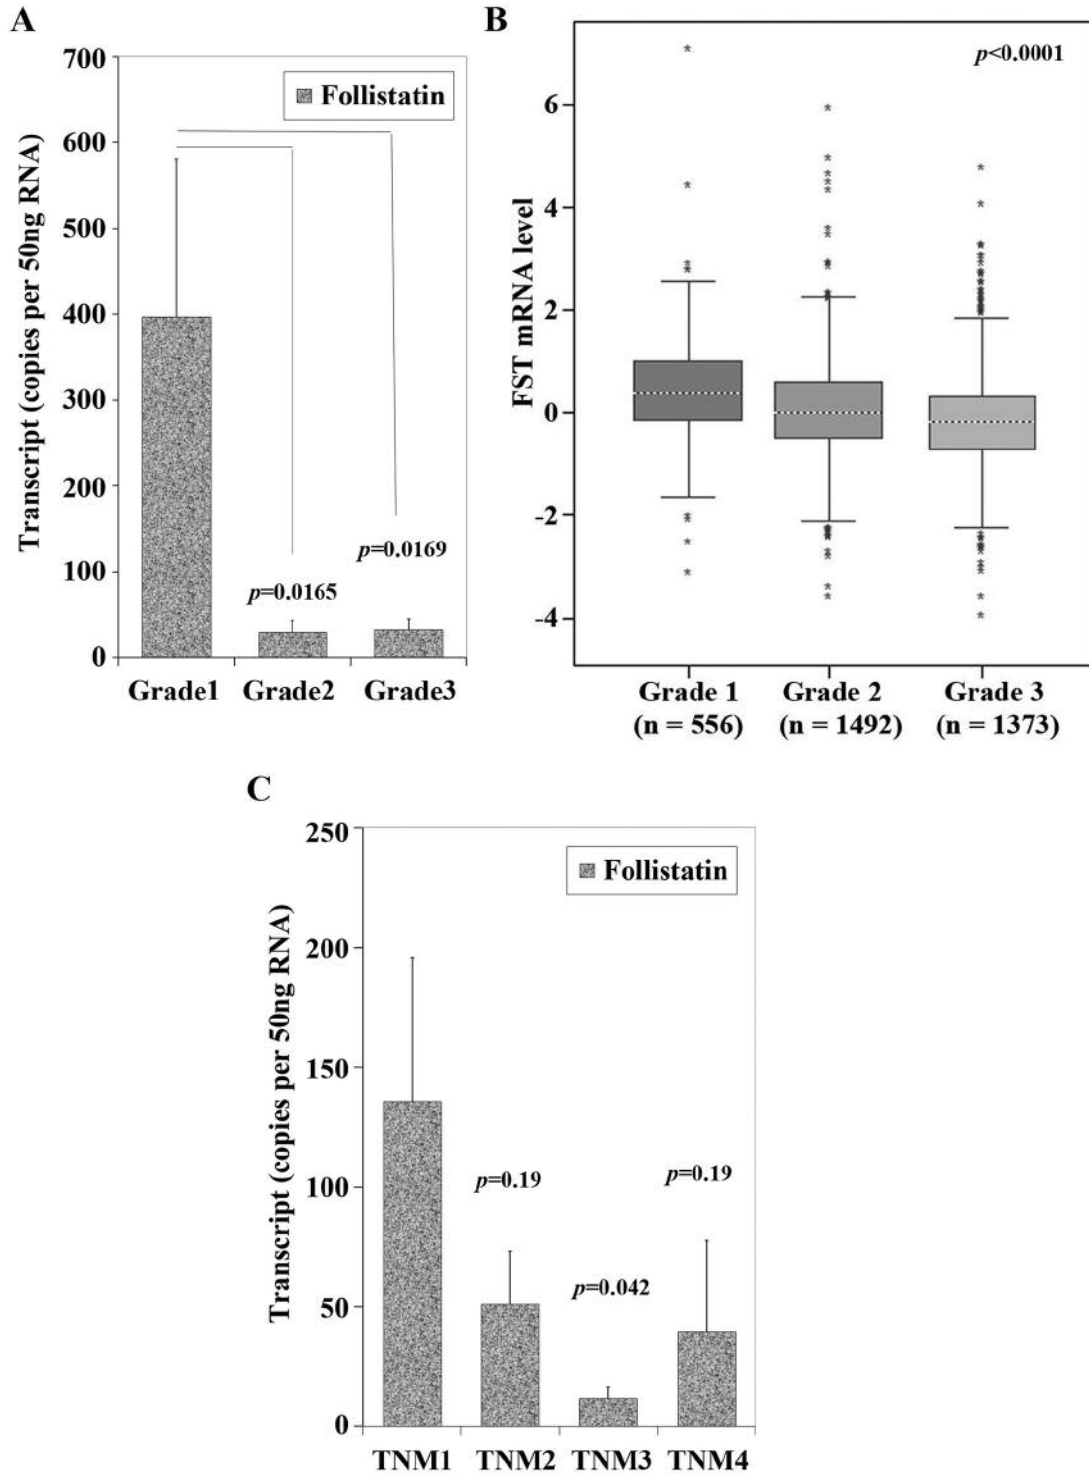 A
Transcript (copies per 50ng RNA)
700
600
500
400
300
200
100
0
Follistatin
p=0.0165
p=0.0169
Grade1 Grade2 Grade3
B
FST mRNA level
6
4
2
0
-2
-4
p<0.0001
Grade 1 Grade 2 Grade 3
(n = 556) (n = 1492) (n = 1373)
C
Transcript (copies per 50ng RNA)
250
200
150
100
50
0
Follistatin
p=0.19
p=0.042
p=0.19
TNM1 TNM2 TNM3 TNM4